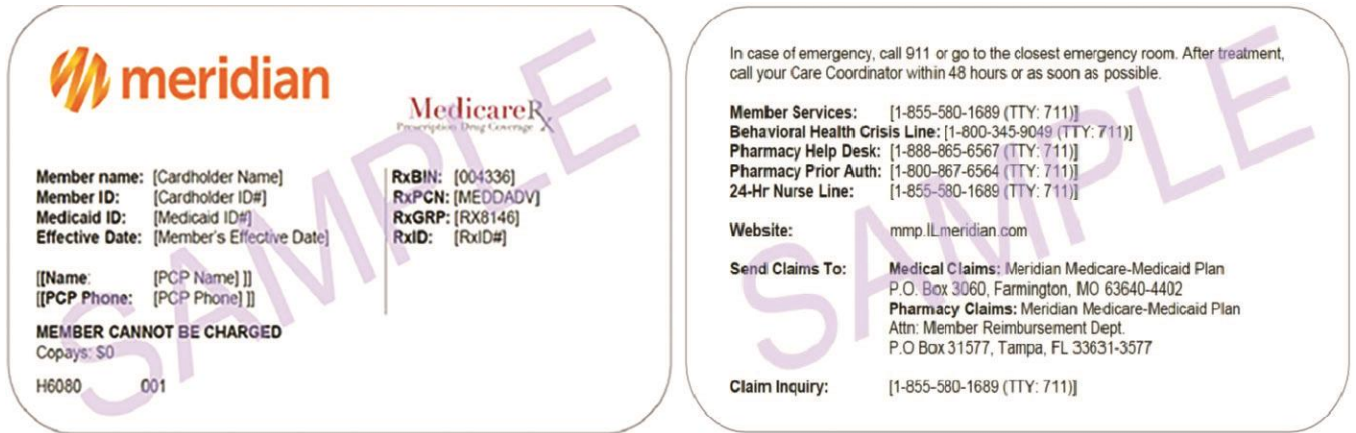 meridian
MedicareRx
Prescription Drug Coverage
Member name: [Cardholder Name]
Member ID: [Cardholder ID#]
Medicaid ID: [Medicaid ID#]
Effective Date: [Member's Effective Date]
RxBIN: [004336]
RxPCN: [MEDDADV]
RxGRP: [RX8146]
RxID: [RxID#]
[[Name: [PCP Name] ]]
[[PCP Phone: [PCP Phone] ]]
MEMBER CANNOT BE CHARGED
Copays: $0
H6080 001
SAMPLE
In case of emergency, call 911 or go to the closest emergency room. After treatment,
call your Care Coordinator within 48 hours or as soon as possible.
Member Services: [1-855-580-1689 (TTY: 711)]
Behavioral Health Crisis Line: [1-800-345-9049 (TTY: 711)]
Pharmacy Help Desk: [1-888-865-6567 (TTY: 711)]
Pharmacy Prior Auth: [1-800-867-6564 (TTY: 711)]
24-Hr Nurse Line: [1-855-580-1689 (TTY: 711)]
Website: mmp.ILmeridian.com
Send Claims To: Medical Claims: Meridian Medicare-Medicaid Plan
P.O. Box 3060, Farmington, MO 63640-4402
Pharmacy Claims: Meridian Medicare-Medicaid Plan
Attn: Member Reimbursement Dept.
P.O Box 31577, Tampa, FL 33631-3577
Claim Inquiry: [1-855-580-1689 (TTY: 711)]
SAMPLE